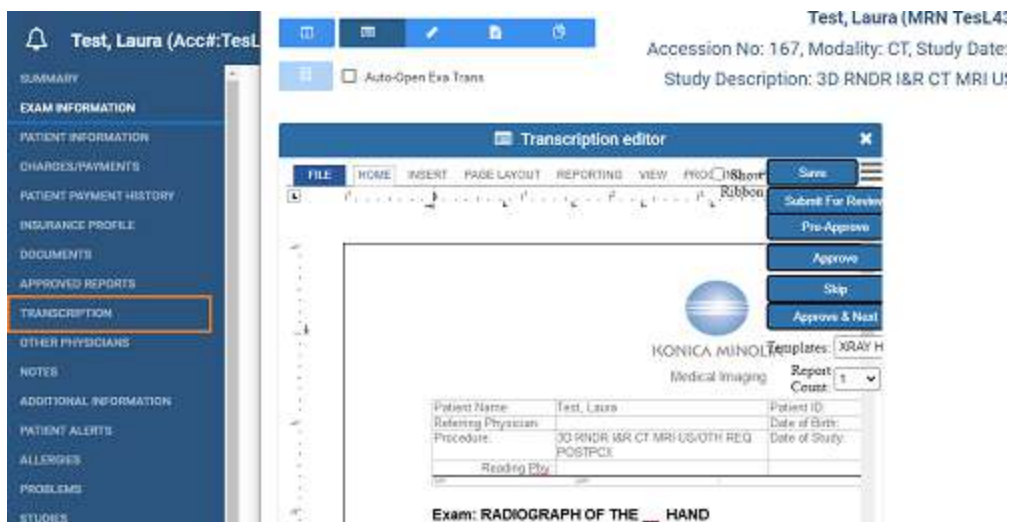 Test, Laura (Acc#:TesL
SUMMARY
EXAM INFORMATION
PATIENT INFORMATION
CHARGES/PAYMENTS
PATIENT PAYMENT HISTORY
INSURANCE PROFILE
DOCUMENTS
APPROVED REPORTS
TRANSCRIPTION
OTHER PHYSICIANS
NOTES
ADDITIONAL INFORMATION
PATIENT ALERTS
ALLERGIES
PROBLEMS
STUDIES
Test, Laura (MRN TesL43
Accession No: 167, Modality: CT, Study Date:
Auto-Open Exa Trans
Study Description: 3D RNDR I&R CT MRI US
Transcription editor
FILE HOME INSERT PAGE LAYOUT REPORTING VIEW Show
Ribbon
Save
Submit For Review
Pre-Approve
Approve
Skip
Approve & Next
KONICA MINOLTA
Medical Imaging
Templates: XRAY H
Report
Count: 1
Patient Name: Test, Laura Patient ID:
Referring Physician: Date of Birth:
Procedure: 3D RNDR I&R CT MRI US/OTH REQ Date of Study:
POSTPCX
Reading Phy
Exam: RADIOGRAPH OF THE __ HAND